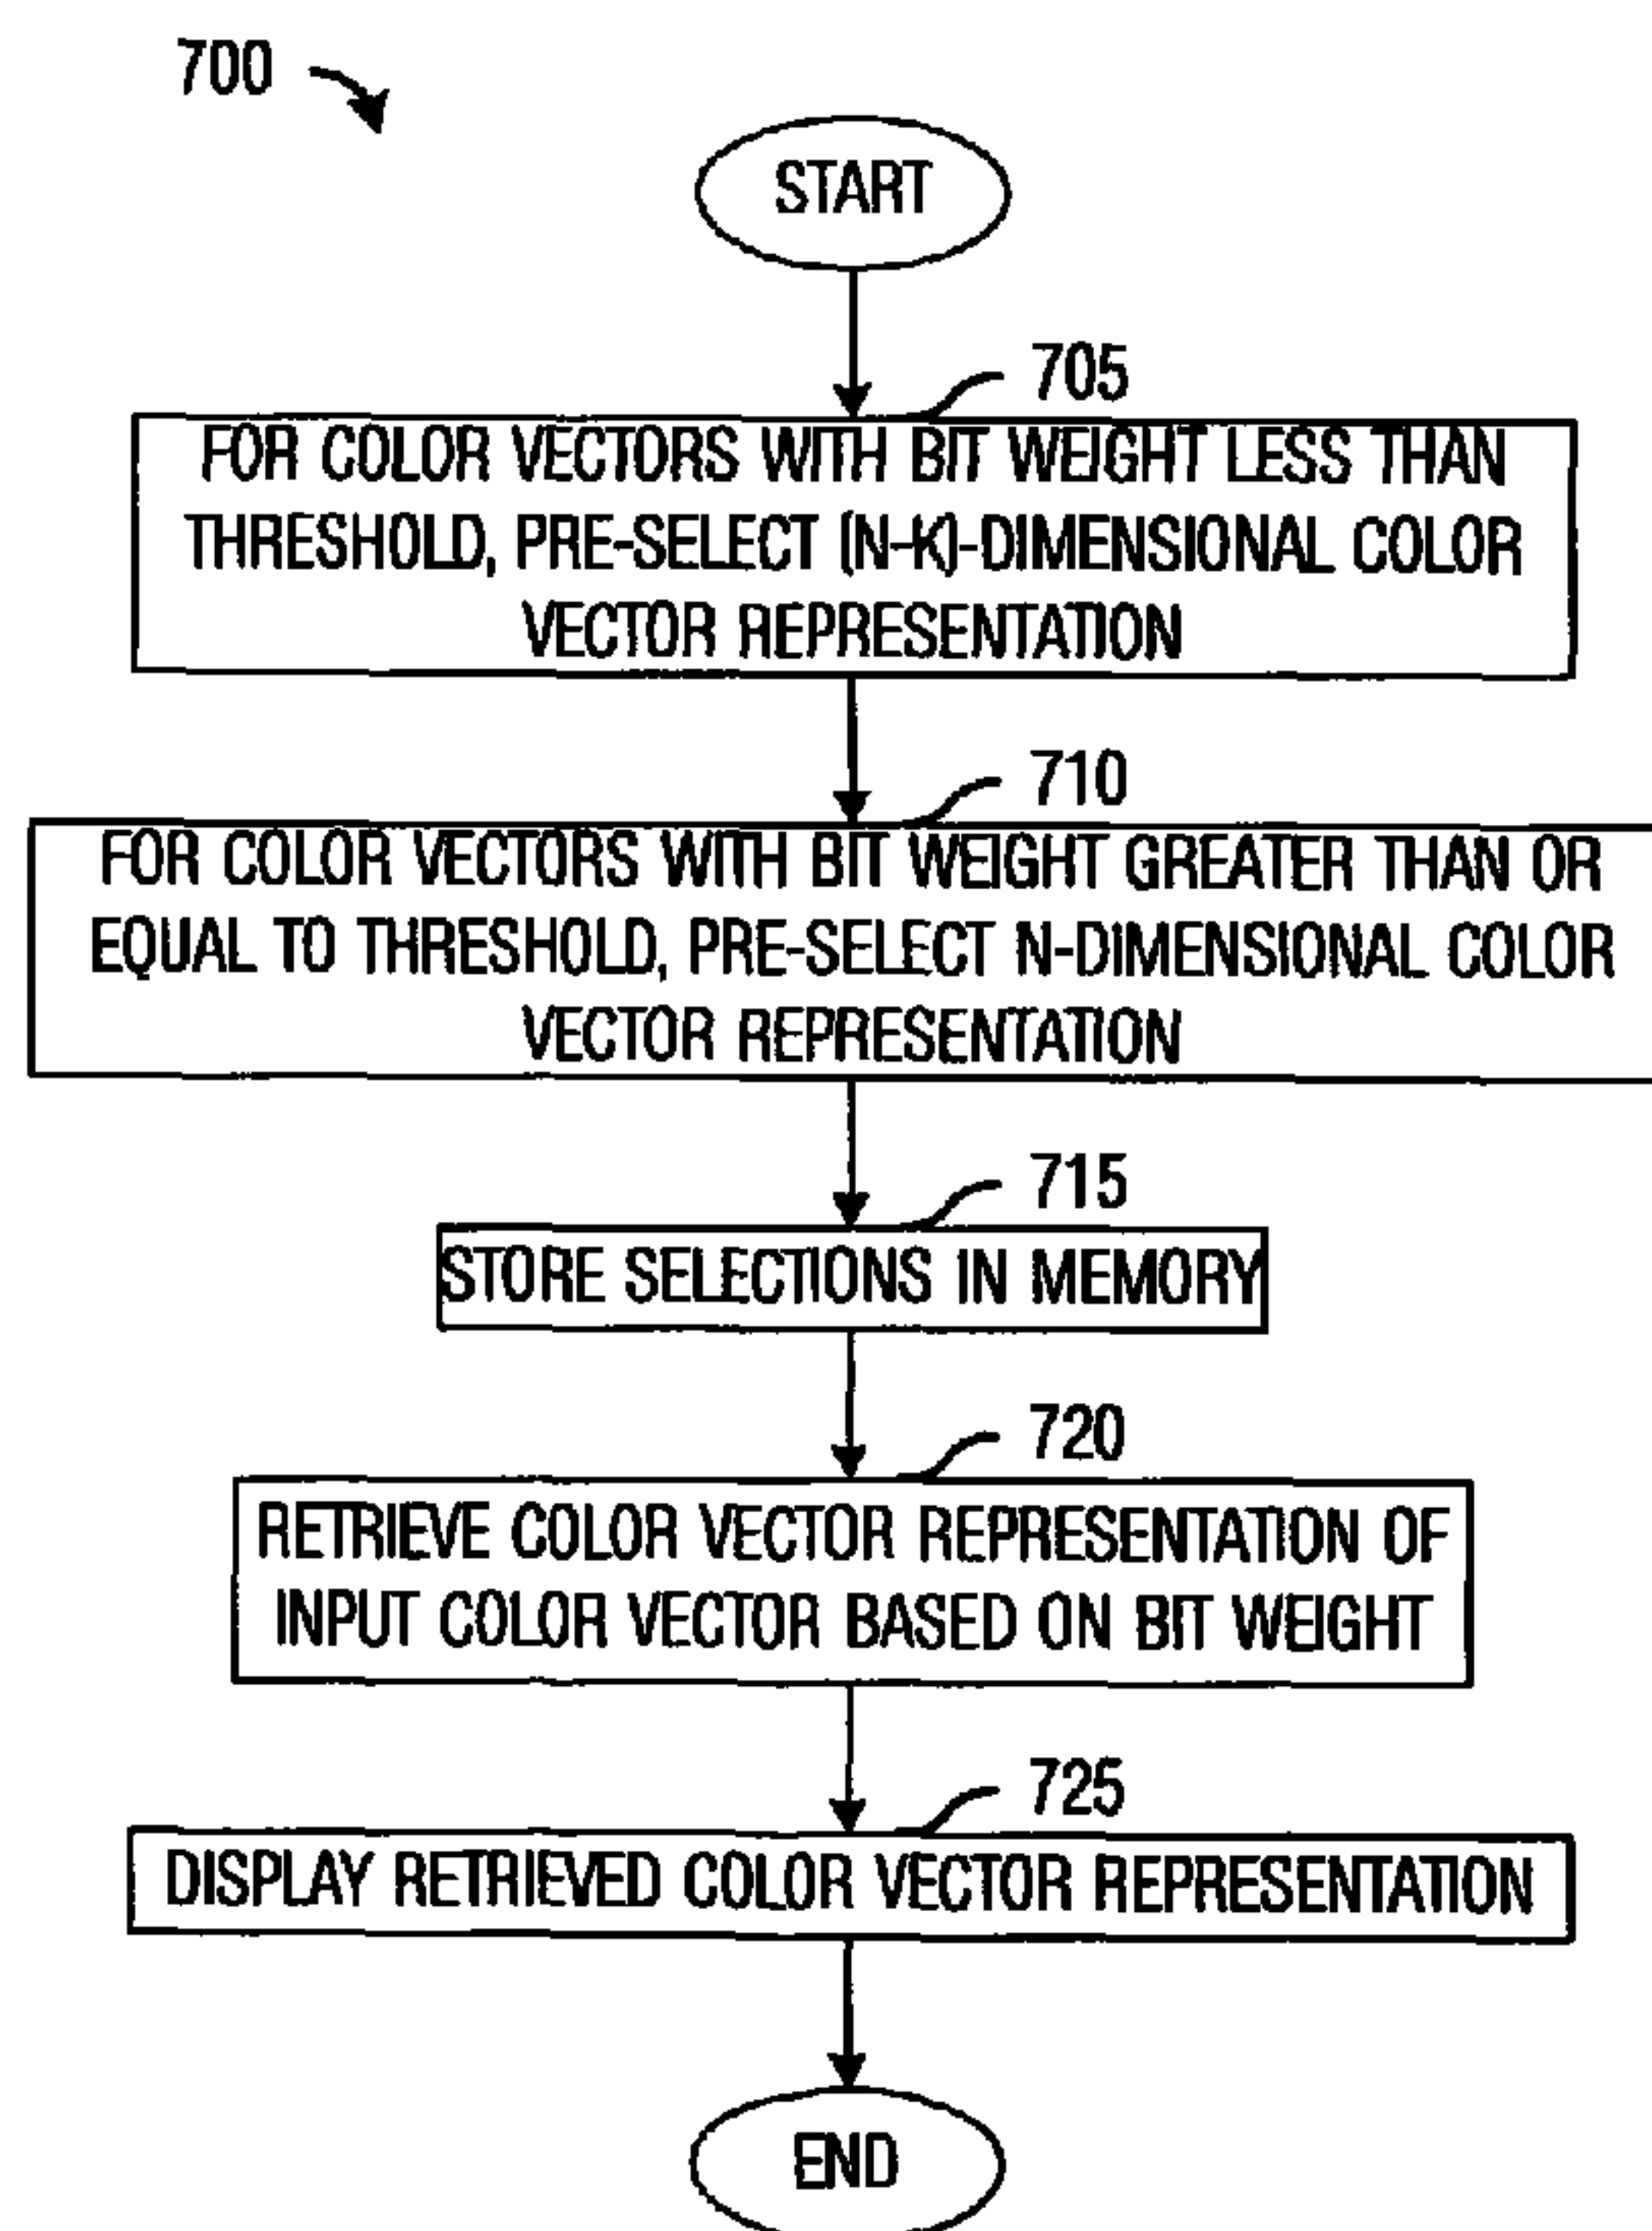 700
START
705
FOR COLOR VECTORS WITH BIT WEIGHT LESS THAN
THRESHOLD, PRE-SELECT (N-K)-DIMENSIONAL COLOR
VECTOR REPRESENTATION
710
FOR COLOR VECTORS WITH BIT WEIGHT GREATER THAN OR
EQUAL TO THRESHOLD, PRE-SELECT N-DIMENSIONAL COLOR
VECTOR REPRESENTATION
715
STORE SELECTIONS IN MEMORY
720
RETRIEVE COLOR VECTOR REPRESENTATION OF
INPUT COLOR VECTOR BASED ON BIT WEIGHT
725
DISPLAY RETRIEVED COLOR VECTOR REPRESENTATION
END